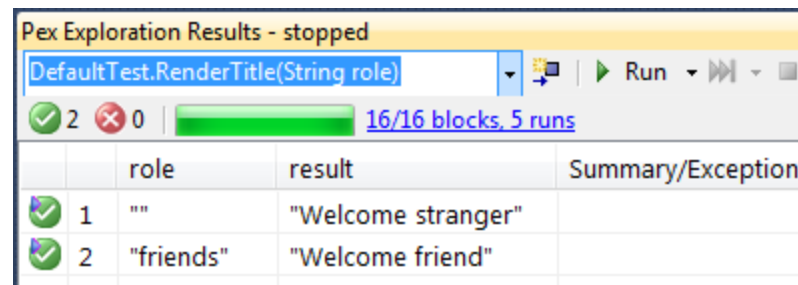 Pex Exploration Results - stopped
DefaultTest.RenderTitle(String role) Run
2 0 16/16 blocks, 5 runs
role result Summary/Exception
1 "" "Welcome stranger"
2 "friends" "Welcome friend"